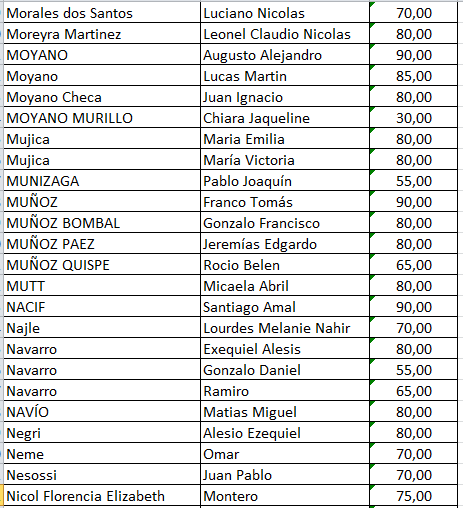 Morales dos Santos Luciano Nicolas 70,00
Moreyra Martinez Leonel Claudio Nicolas 80,00
MOYANO Augusto Alejandro 90,00
Moyano Lucas Martin 85,00
Moyano Checa Juan Ignacio 80,00
MOYANO MURILLO Chiara Jaqueline 30,00
Mujica Maria Emilia 80,00
Mujica María Victoria 80,00
MUNIZAGA Pablo Joaquín 55,00
MUÑOZ Franco Tomás 90,00
MUÑOZ BOMBAL Gonzalo Francisco 80,00
MUÑOZ PAEZ Jeremías Edgardo 80,00
MUÑOZ QUISPE Rocio Belen 65,00
MUTT Micaela Abril 80,00
NACIF Santiago Amal 90,00
Najle Lourdes Melanie Nahir 70,00
Navarro Exequiel Alesis 80,00
Navarro Gonzalo Daniel 55,00
Navarro Ramiro 65,00
NAVÍO Matias Miguel 80,00
Negri Alesio Ezequiel 80,00
Neme Omar 70,00
Nesossi Juan Pablo 70,00
Nicol Florencia Elizabeth Montero 75,00